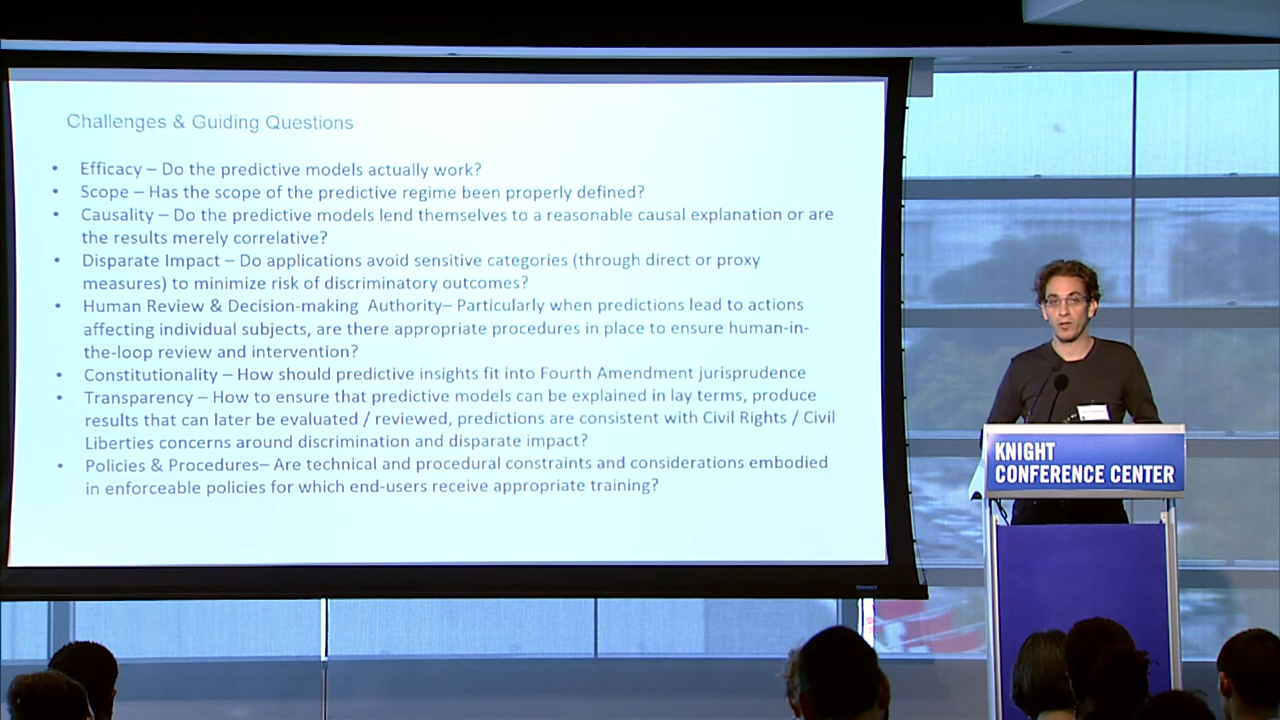 Challenges & Guiding Questions
• Efficacy – Do the predictive models actually work?
• Scope – Has the scope of the predictive regime been properly defined?
• Causality – Do the predictive models lend themselves to a reasonable causal explanation or are
the results merely correlative?
• Disparate Impact – Do applications avoid sensitive categories (through direct or proxy
measures) to minimize risk of discriminatory outcomes?
• Human Review & Decision-making Authority– Particularly when predictions lead to actions
affecting individual subjects, are there appropriate procedures in place to ensure human-in-
the-loop review and intervention?
• Constitutionality – How should predictive insights fit into Fourth Amendment jurisprudence
• Transparency – How to ensure that predictive models can be explained in lay terms, produce
results that can later be evaluated / reviewed, predictions are consistent with Civil Rights / Civil
Liberties concerns around discrimination and disparate impact?
• Policies & Procedures– Are technical and procedural constraints and considerations embodied
in enforceable policies for which end-users receive appropriate training?
KNIGHT
CONFERENCE CENTER